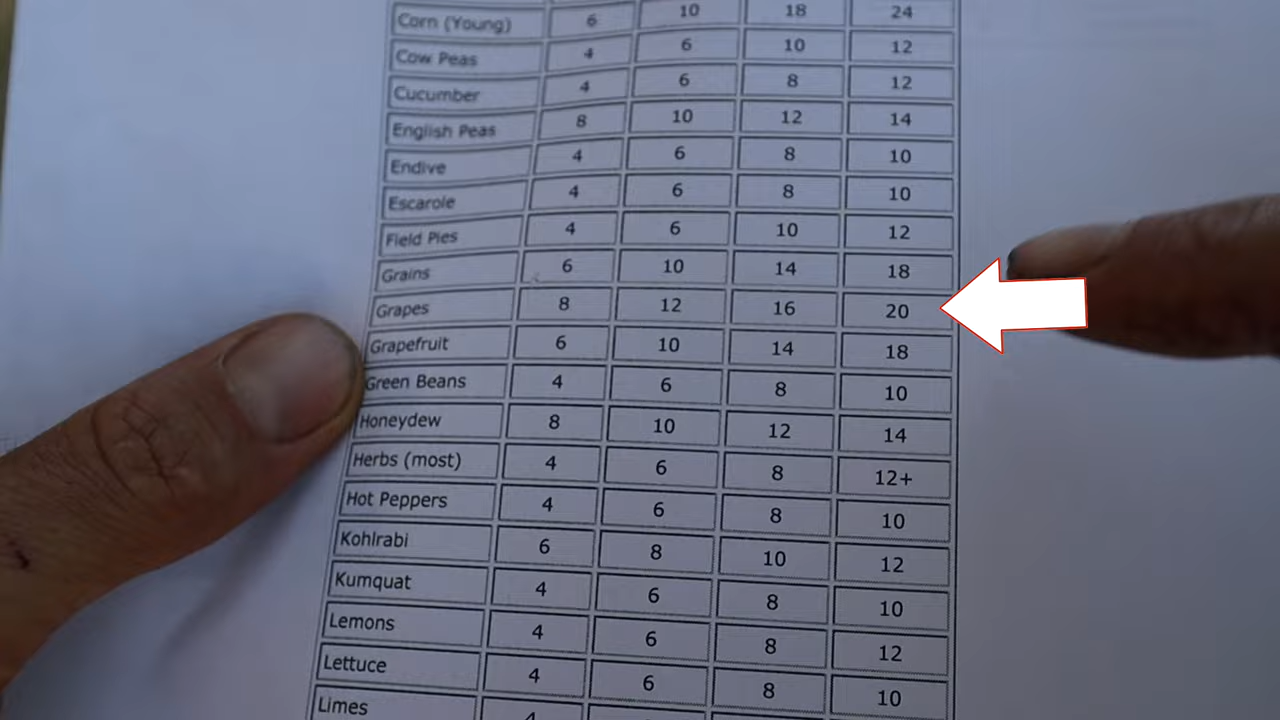 Corn (Young) 6 10 18 24
Cow Peas 4 6 10 12
Cucumber 4 6 8 12
English Peas 8 10 12 14
Endive 4 6 8 10
Escarole 4 6 8 10
Field Pies 4 6 10 12
Grains 6 10 14 18
Grapes 8 12 16 20
Grapefruit 6 10 14 18
Green Beans 4 6 8 10
Honeydew 8 10 12 14
Herbs (most) 4 6 8 12+
Hot Peppers 4 6 8 10
Kohlrabi 6 8 10 12
Kumquat 4 6 8 10
Lemons 4 6 8 12
Lettuce 4 6 8 10
Limes